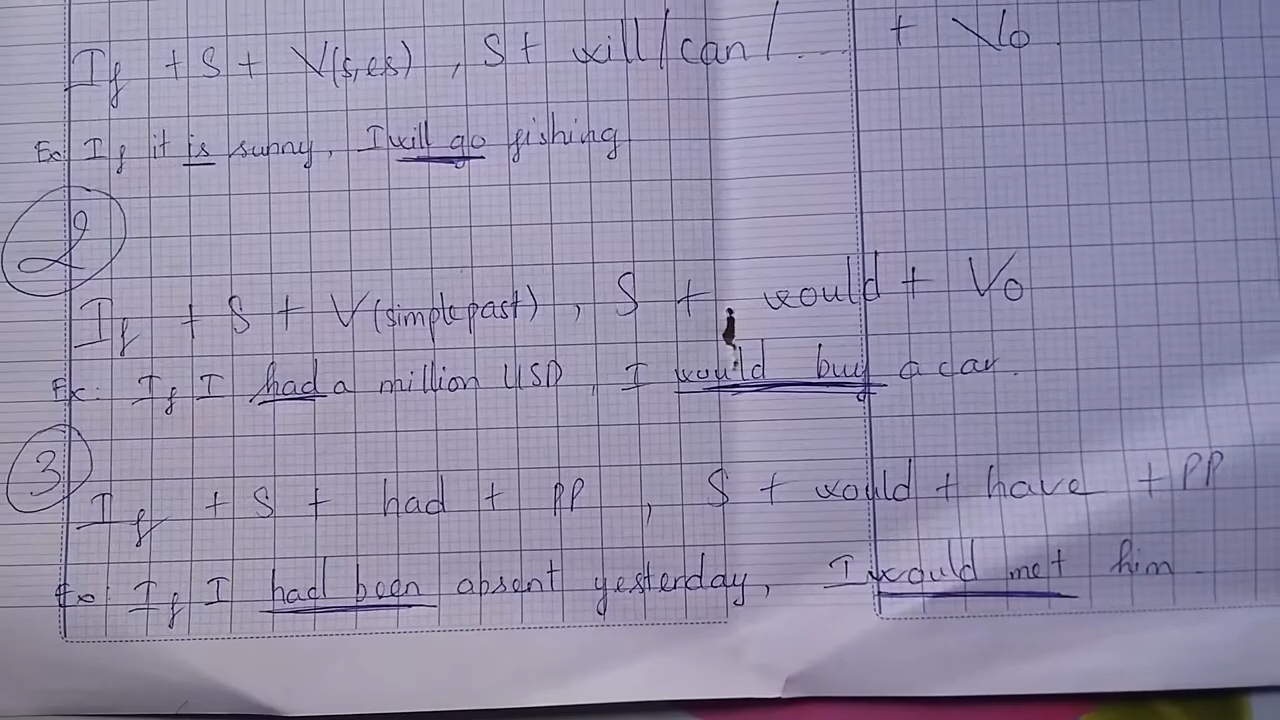 If + S + V(s,es), S + will/can/... + Vo
Ex: If it is sunny, I will go fishing
2
If + S + V(simple past), S + would + Vo
Ex: If I had a million USD, I would buy a car.
3
If + S + had + PP, S + would + have + PP
Ex: If I had been absent yesterday, I would met him